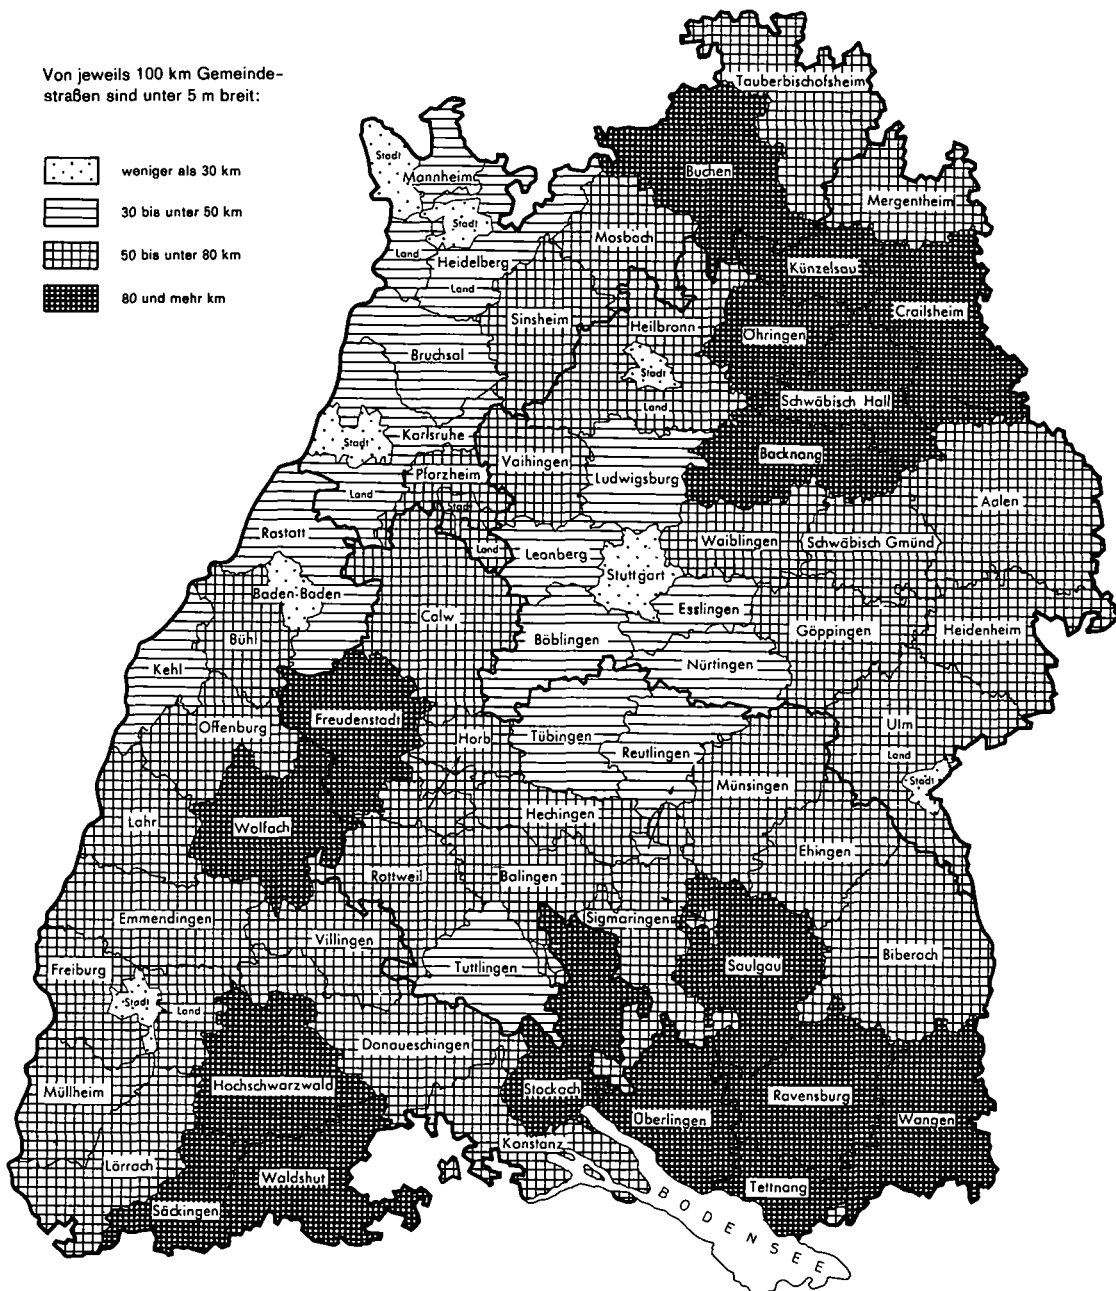 Von jeweils 100 km Gemeinde-
straßen sind unter 5 m breit:
weniger als 30 km
30 bis unter 50 km
50 bis unter 80 km
80 und mehr km
Tauberbischofsheim
Stadt
Mannheim
Buchen
Mergentheim
Stadt
Mosbach
Land
Heidelberg
Künzelsau
Land
Sinsheim
Heilbronn
Crailsheim
Öhringen
Bruchsal
Stadt
Schwäbisch Hall
Land
Stadt
Karlsruhe
Backnang
Vaihingen
Pforzheim
Ludwigsburg
Land
Stadt
Aalen
Rastatt
Land
Leonberg
Waiblingen
Schwäbisch Gmünd
Stuttgart
Baden-Baden
Esslingen
Calw
Bühl
Böblingen
Göppingen
Heidenheim
Kehl
Nürtingen
Freudenstadt
Offenburg
Horb
Tübingen
Reutlingen
Ulm
Land
Stadt
Münsingen
Lahr
Wolfach
Hechingen
Ehingen
Rottweil
Balingen
Emmendingen
Sigmaringen
Villingen
Biberach
Freiburg
Tuttlingen
Saulgau
Stadt
Land
Donaueschingen
Müllheim
Hochschwarzwald
Stockach
Ravensburg
Überlingen
Wangen
Konstanz
Lörrach
Waldshut
Tettnang
Säckingen
BODENSEE